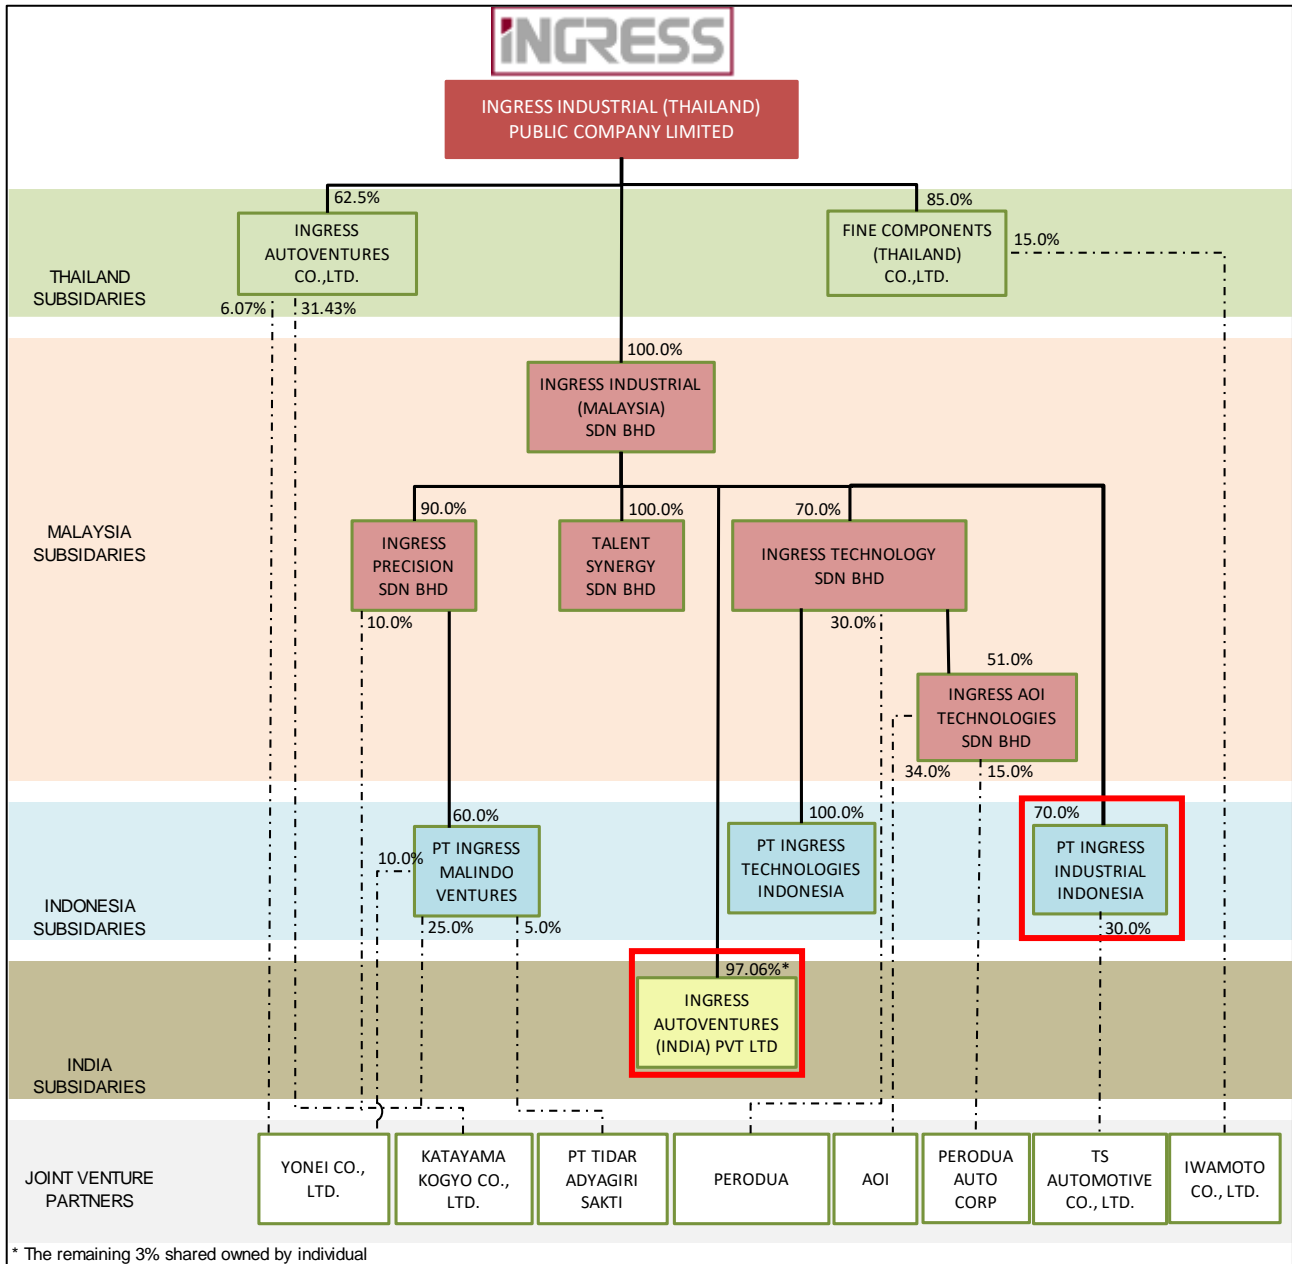 INGRESS
INGRESS INDUSTRIAL (THAILAND)
PUBLIC COMPANY LIMITED
62.5%
85.0%
INGRESS
AUTOVENTURES
CO.,LTD.
FINE COMPONENTS
(THAILAND)
CO.,LTD.
15.0%
THAILAND
SUBSIDARIES
6.07%
31.43%
100.0%
INGRESS INDUSTRIAL
(MALAYSIA)
SDN BHD
MALAYSIA
SUBSIDARIES
90.0%
100.0%
70.0%
INGRESS
PRECISION
SDN BHD
TALENT
SYNERGY
SDN BHD
INGRESS TECHNOLOGY
SDN BHD
10.0%
30.0%
51.0%
INGRESS AOI
TECHNOLOGIES
SDN BHD
34.0%
15.0%
60.0%
100.0%
70.0%
10.0%
PT INGRESS
MALINDO
VENTURES
PT INGRESS
TECHNOLOGIES
INDONESIA
PT INGRESS
INDUSTRIAL
INDONESIA
INDONESIA
SUBSIDARIES
25.0%
5.0%
30.0%
97.06%*
INGRESS
AUTOVENTURES
(INDIA) PVT LTD
INDIA
SUBSIDARIES
JOINT VENTURE
PARTNERS
YONEI CO.,
LTD.
KATAYAMA
KOGYO CO.,
LTD.
PT TIDAR
ADYAGIRI
SAKTI
PERODUA
AOI
PERODUA
AUTO
CORP
TS
AUTOMOTIVE
CO., LTD.
IWAMOTO
CO., LTD.
* The remaining 3% shared owned by individual